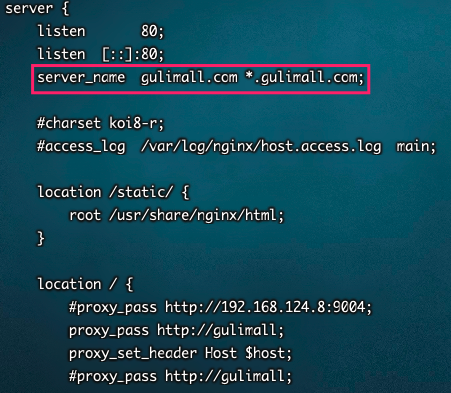 server {
    listen       80;
    listen  [::]:80;
    server_name  gulimall.com *.gulimall.com;

    #charset koi8-r;
    #access_log  /var/log/nginx/host.access.log  main;

    location /static/ {
        root /usr/share/nginx/html;
    }

    location / {
        #proxy_pass http://192.168.124.8:9004;
        proxy_pass http://gulimall;
        proxy_set_header Host $host;
        #proxy_pass http://gulimall;